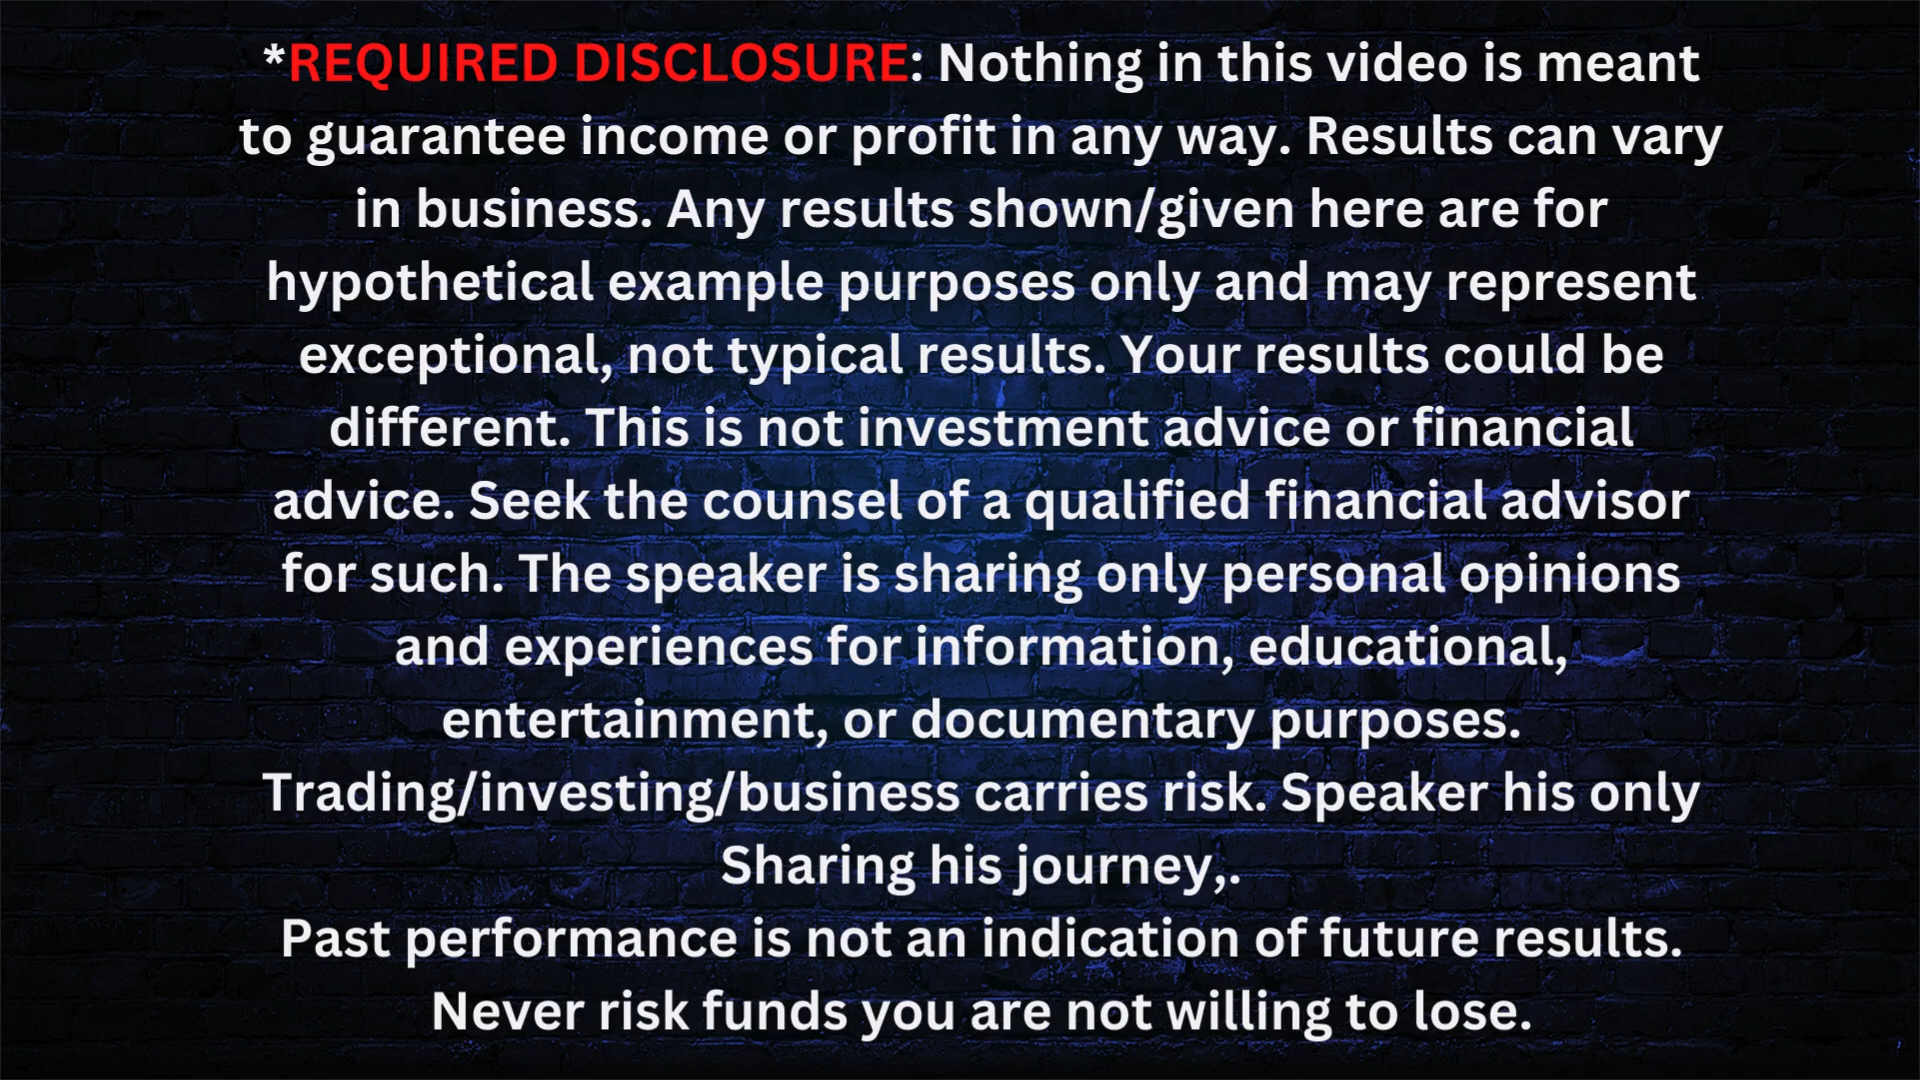 *REQUIRED DISCLOSURE: Nothing in this video is meant
to guarantee income or profit in any way. Results can vary
in business. Any results shown/given here are for
hypothetical example purposes only and may represent
exceptional, not typical results. Your results could be
different. This is not investment advice or financial
advice. Seek the counsel of a qualified financial advisor
for such. The speaker is sharing only personal opinions
and experiences for information, educational,
entertainment, or documentary purposes.
Trading/investing/business carries risk. Speaker his only
Sharing his journey,.
Past performance is not an indication of future results.
Never risk funds you are not willing to lose.